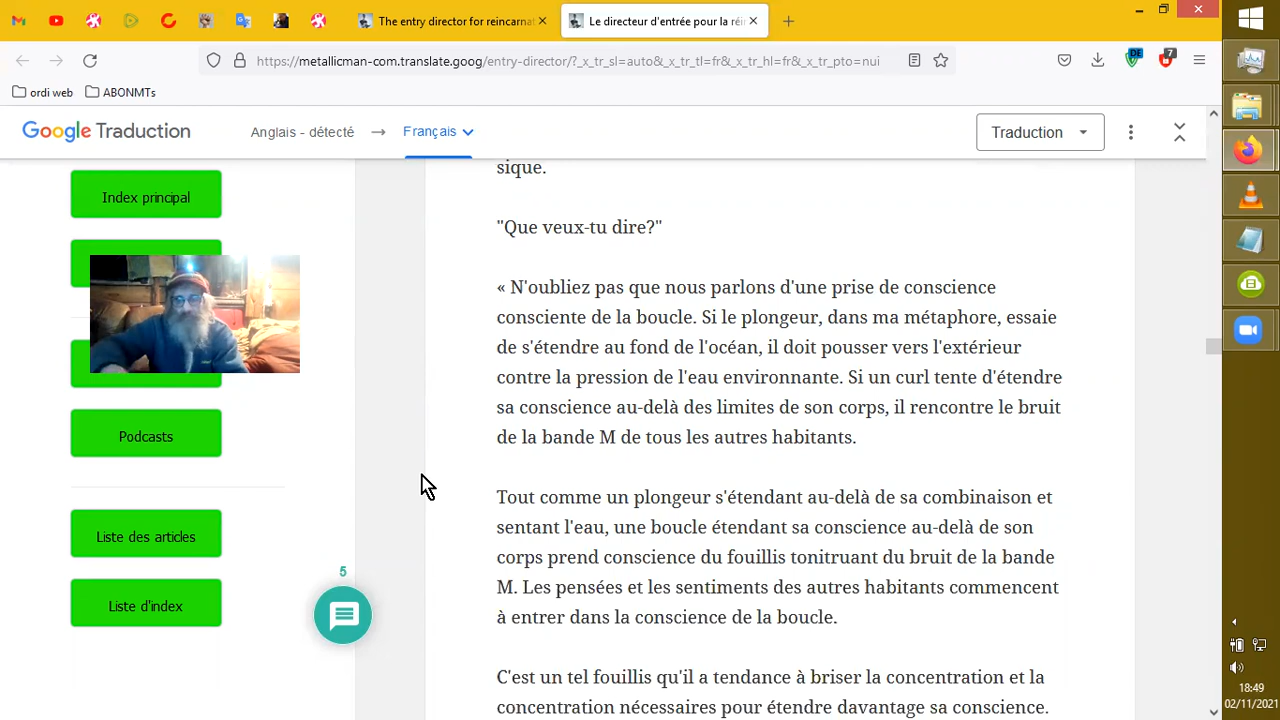 The entry director for reincarnat
Le directeur d'entrée pour la réin
https://metallicman-com.translate.goog/entry-director/?_x_tr_sl=auto&_x_tr_tl=fr&_x_tr_hl=fr&_x_tr_pto=nui
DE
7
ordi web
ABONMTs
Google Traduction
Anglais - détecté
Français
Traduction
Index principal
Podcasts
Liste des articles
Liste d'index
5
sique.
"Que veux-tu dire?"
« N'oubliez pas que nous parlons d'une prise de conscience
consciente de la boucle. Si le plongeur, dans ma métaphore, essaie
de s'étendre au fond de l'océan, il doit pousser vers l'extérieur
contre la pression de l'eau environnante. Si un curl tente d'étendre
sa conscience au-delà des limites de son corps, il rencontre le bruit
de la bande M de tous les autres habitants.
Tout comme un plongeur s'étendant au-delà de sa combinaison et
sentant l'eau, une boucle étendant sa conscience au-delà de son
corps prend conscience du fouillis tonitruant du bruit de la bande
M. Les pensées et les sentiments des autres habitants commencent
à entrer dans la conscience de la boucle.
C'est un tel fouillis qu'il a tendance à briser la concentration et la
concentration nécessaires pour étendre davantage sa conscience.
18:49
02/11/2021